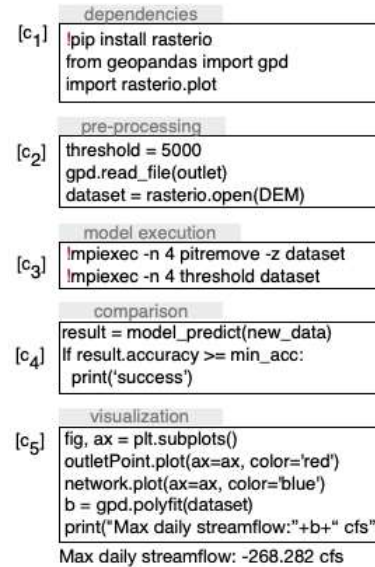 dependencies
[c1]
!pip install rasterio
from geopandas import gpd
import rasterio.plot
pre-processing
[c2]
threshold = 5000
gpd.read_file(outlet)
dataset = rasterio.open(DEM)
model execution
[c3]
!mpiexec -n 4 pitremove -z dataset
!mpiexec -n 4 threshold dataset
comparison
[c4]
result = model_predict(new_data)
If result.accuracy >= min_acc:
print('success')
visualization
[c5]
fig, ax = plt.subplots()
outletPoint.plot(ax=ax, color='red')
network.plot(ax=ax, color='blue')
b = gpd.polyfit(dataset)
print("Max daily streamflow:"+b+" cfs")
Max daily streamflow: -268.282 cfs